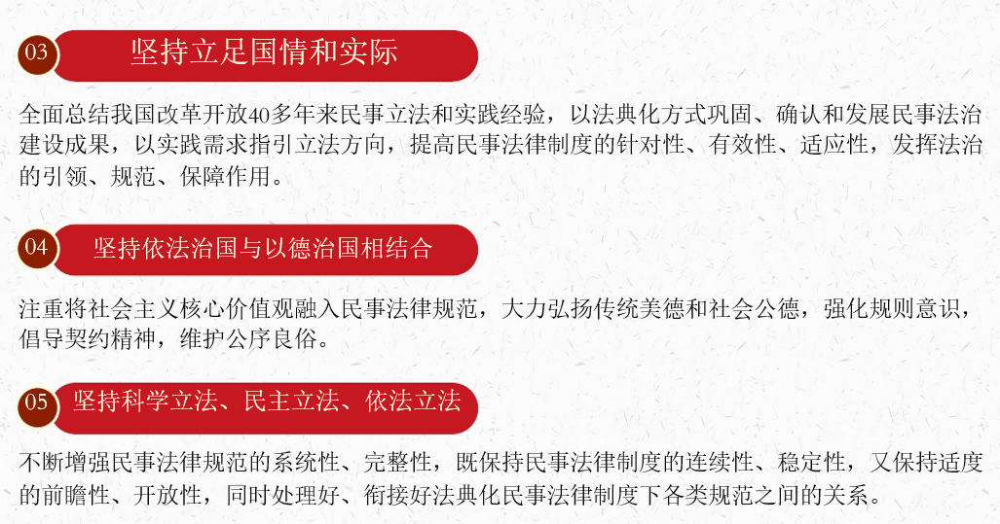 03 坚持立足国情和实际
全面总结我国改革开放40多年来民事立法和实践经验，以法典化方式巩固、确认和发展民事法治
建设成果，以实践需求指引立法方向，提高民事法律制度的针对性、有效性、适应性，发挥法治
的引领、规范、保障作用。
04 坚持依法治国与以德治国相结合
注重将社会主义核心价值观融入民事法律规范，大力弘扬传统美德和社会公德，强化规则意识，
倡导契约精神，维护公序良俗。
05 坚持科学立法、民主立法、依法立法
不断增强民事法律规范的系统性、完整性，既保持民事法律制度的连续性、稳定性，又保持适度
的前瞻性、开放性，同时处理好、衔接好法典化民事法律制度下各类规范之间的关系。